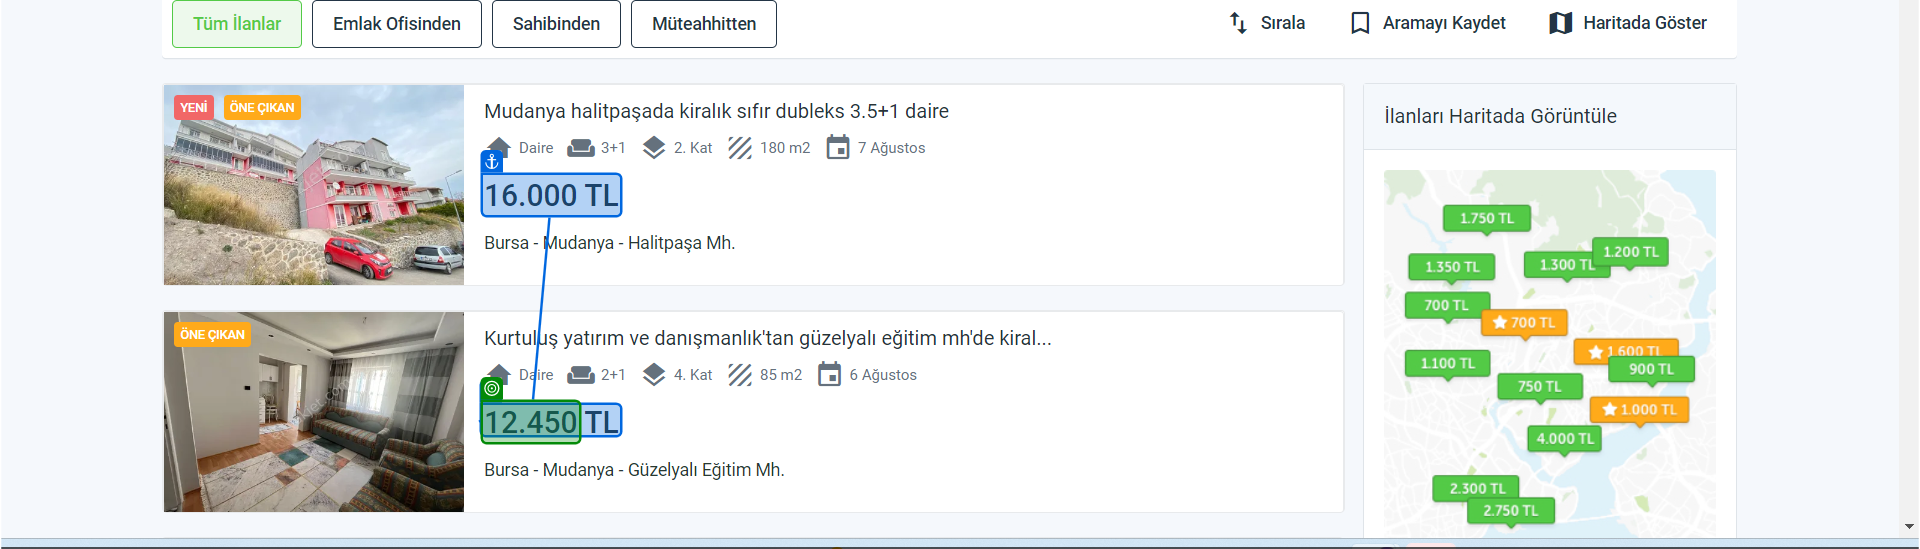 Tüm İlanlar
Emlak Ofisinden
Sahibinden
Müteahhitten
Sırala
Aramayı Kaydet
Haritada Göster
YENİ
ÖNE ÇIKAN
Mudanya halitpaşada kiralık sıfır dubleks 3.5+1 daire
Daire 3+1 2. Kat 180 m2 7 Ağustos
16.000 TL
Bursa - Mudanya - Halitpaşa Mh.
ÖNE ÇIKAN
Kurtuluş yatırım ve danışmanlık'tan güzelyalı eğitim mh'de kiral...
Daire 2+1 4. Kat 85 m2 6 Ağustos
12.450 TL
Bursa - Mudanya - Güzelyalı Eğitim Mh.
İlanları Haritada Görüntüle
1.750 TL
1.200 TL
1.350 TL
1.300 TL
700 TL
700 TL
1.600 TL
1.100 TL
900 TL
750 TL
1.000 TL
4.000 TL
2.300 TL
2.750 TL